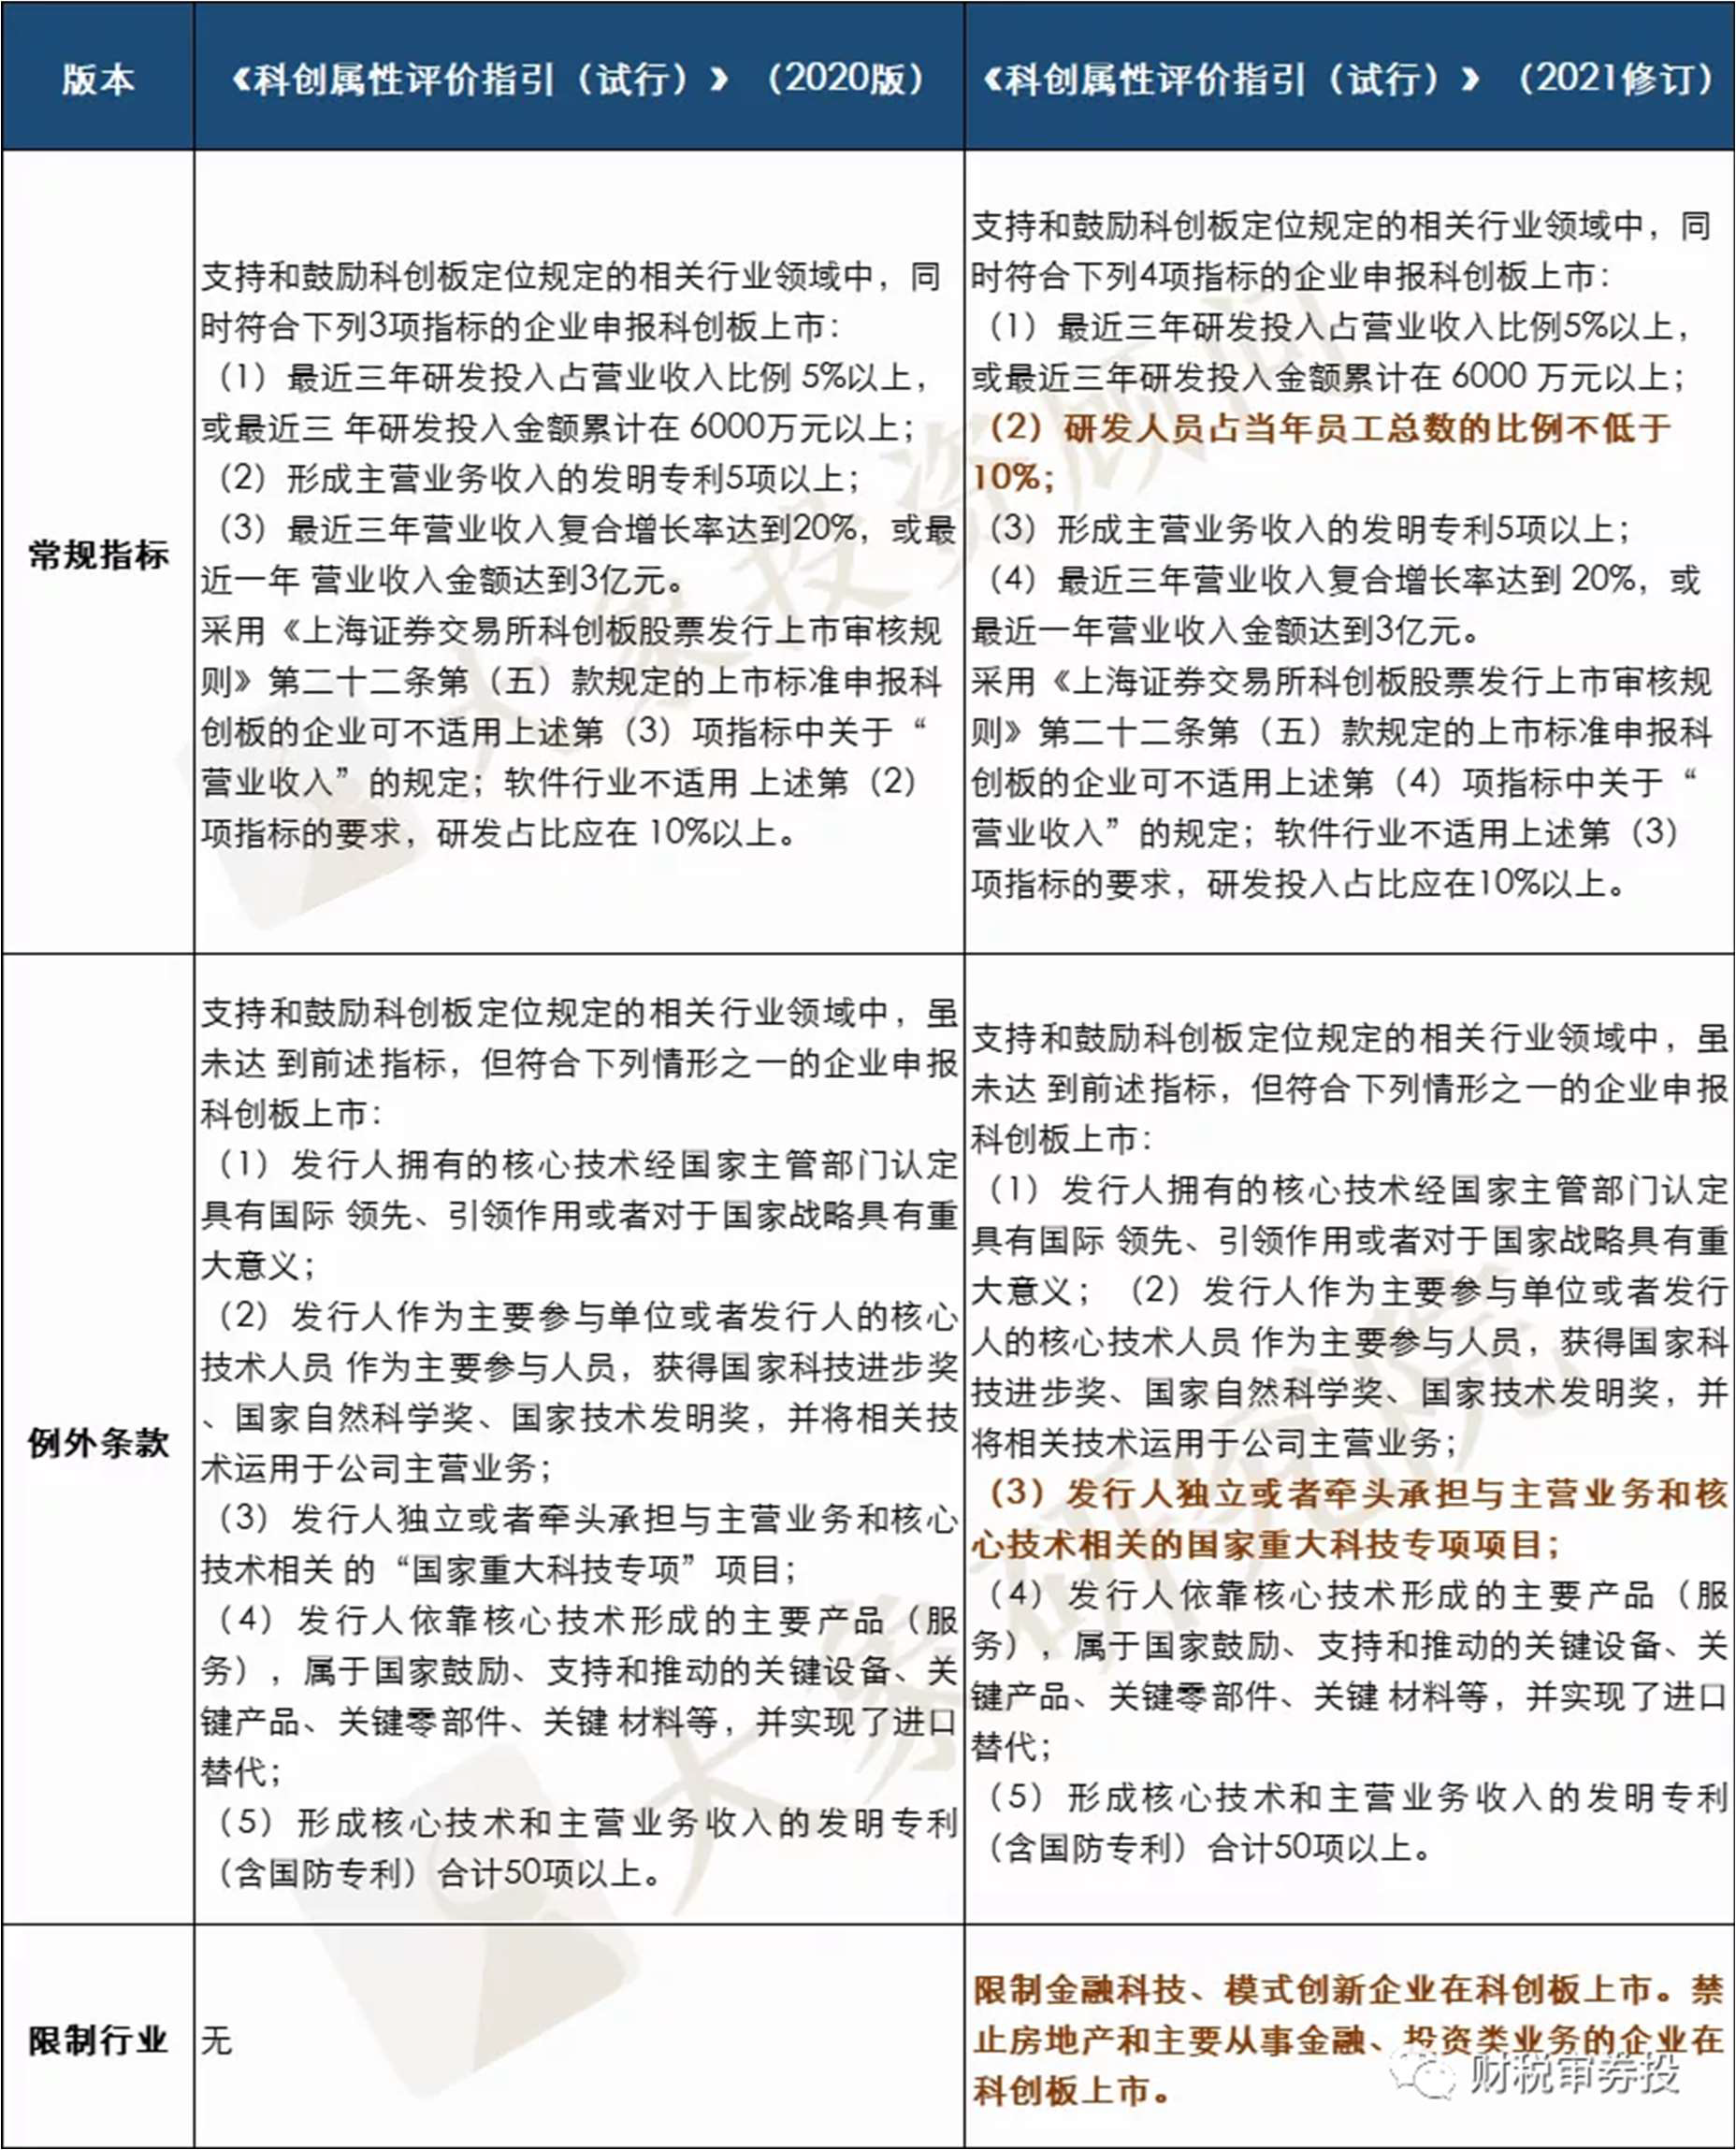 版本
《科创属性评价指引（试行）》（2020版）
《科创属性评价指引（试行）》（2021修订）
常规指标
支持和鼓励科创板定位规定的相关行业领域中，同
时符合下列3项指标的企业申报科创板上市：
（1）最近三年研发投入占营业收入比例 5%以上，
或最近三 年研发投入金额累计在 6000万元以上；
（2）形成主营业务收入的发明专利5项以上；
（3）最近三年营业收入复合增长率达到20%，或最
近一年 营业收入金额达到3亿元。
采用《上海证券交易所科创板股票发行上市审核规
则》第二十二条第（五）款规定的上市标准申报科
创板的企业可不适用上述第（3）项指标中关于“
营业收入”的规定；软件行业不适用 上述第（2）
项指标的要求，研发占比应在 10%以上。
支持和鼓励科创板定位规定的相关行业领域中，同
时符合下列4项指标的企业申报科创板上市：
（1）最近三年研发投入占营业收入比例5%以上，
或最近三年研发投入金额累计在 6000 万元以上；
（2）研发人员占当年员工总数的比例不低于
10%；
（3）形成主营业务收入的发明专利5项以上；
（4）最近三年营业收入复合增长率达到 20%，或
最近一年营业收入金额达到3亿元。
采用《上海证券交易所科创板股票发行上市审核规
则》第二十二条第（五）款规定的上市标准申报科
创板的企业可不适用上述第（4）项指标中关于“
营业收入”的规定；软件行业不适用上述第（3）
项指标的要求，研发投入占比应在10%以上。
例外条款
支持和鼓励科创板定位规定的相关行业领域中，虽
未达 到前述指标，但符合下列情形之一的企业申报
科创板上市：
（1）发行人拥有的核心技术经国家主管部门认定
具有国际 领先、引领作用或者对于国家战略具有重
大意义；
（2）发行人作为主要参与单位或者发行人的核心
技术人员 作为主要参与人员，获得国家科技进步奖
、国家自然科学奖、国家技术发明奖，并将相关技
术运用于公司主营业务；
（3）发行人独立或者牵头承担与主营业务和核心
技术相关 的“国家重大科技专项”项目；
（4）发行人依靠核心技术形成的主要产品（服
务），属于国家鼓励、支持和推动的关键设备、关
键产品、关键零部件、关键 材料等，并实现了进口
替代；
（5）形成核心技术和主营业务收入的发明专利
（含国防专利）合计50项以上。
支持和鼓励科创板定位规定的相关行业领域中，虽
未达 到前述指标，但符合下列情形之一的企业申报
科创板上市：
（1）发行人拥有的核心技术经国家主管部门认定
具有国际 领先、引领作用或者对于国家战略具有重
大意义；（2）发行人作为主要参与单位或者发行
人的核心技术人员 作为主要参与人员，获得国家科
技进步奖、国家自然科学奖、国家技术发明奖，并
将相关技术运用于公司主营业务；
（3）发行人独立或者牵头承担与主营业务和核
心技术相关的国家重大科技专项项目；
（4）发行人依靠核心技术形成的主要产品（服
务），属于国家鼓励、支持和推动的关键设备、关
键产品、关键零部件、关键 材料等，并实现了进口
替代；
（5）形成核心技术和主营业务收入的发明专利
（含国防专利）合计50项以上。
限制行业
无
限制金融科技、模式创新企业在科创板上市。禁
止房地产和主要从事金融、投资类业务的企业在
科创板上市。
财税审券投
大象投资顾问
大象研究院